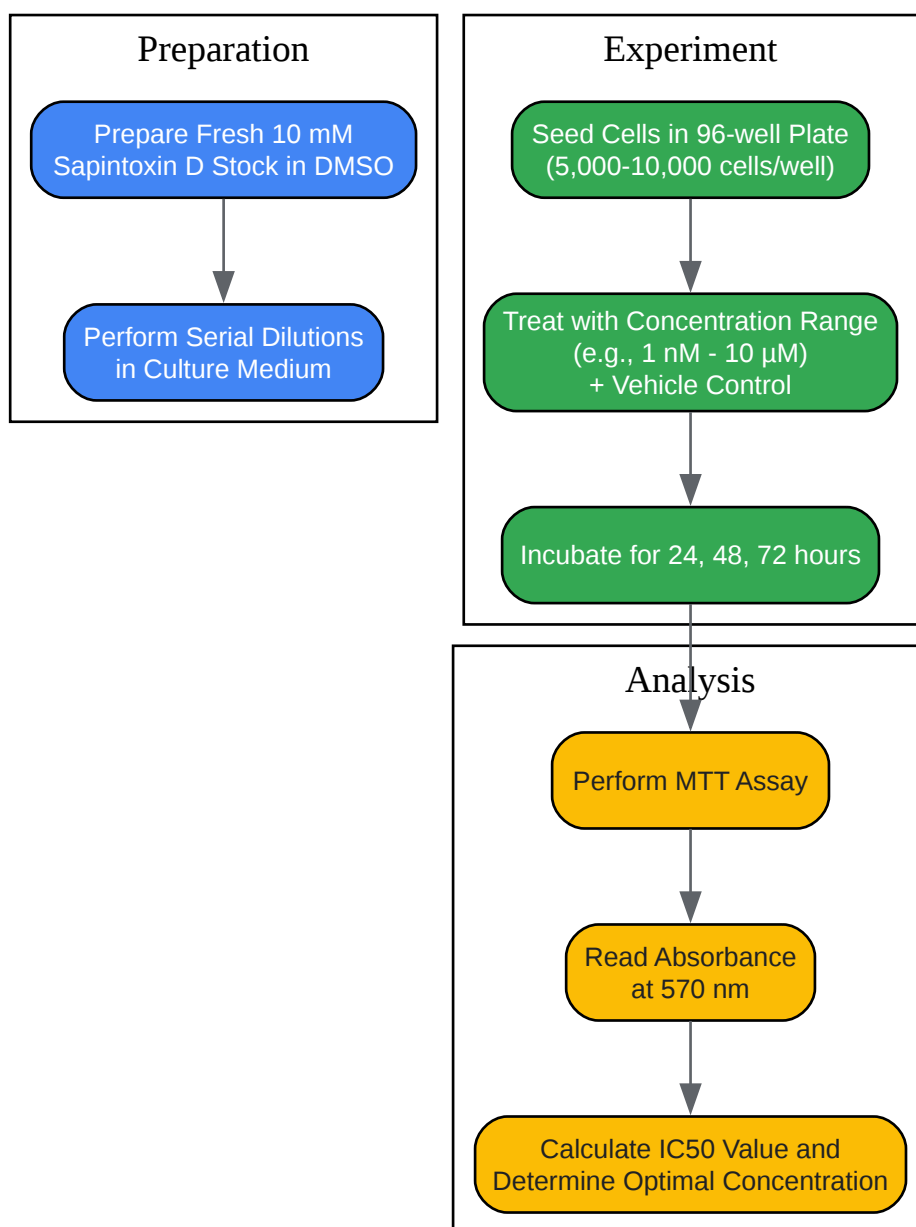 Preparation
Prepare Fresh 10 mM
Sapintoxin D Stock in DMSO
Perform Serial Dilutions
in Culture Medium
Experiment
Seed Cells in 96-well Plate
(5,000-10,000 cells/well)
Treat with Concentration Range
(e.g., 1 nM - 10 µM)
+ Vehicle Control
Incubate for 24, 48, 72 hours
Analysis
Perform MTT Assay
Read Absorbance
at 570 nm
Calculate IC50 Value and
Determine Optimal Concentration